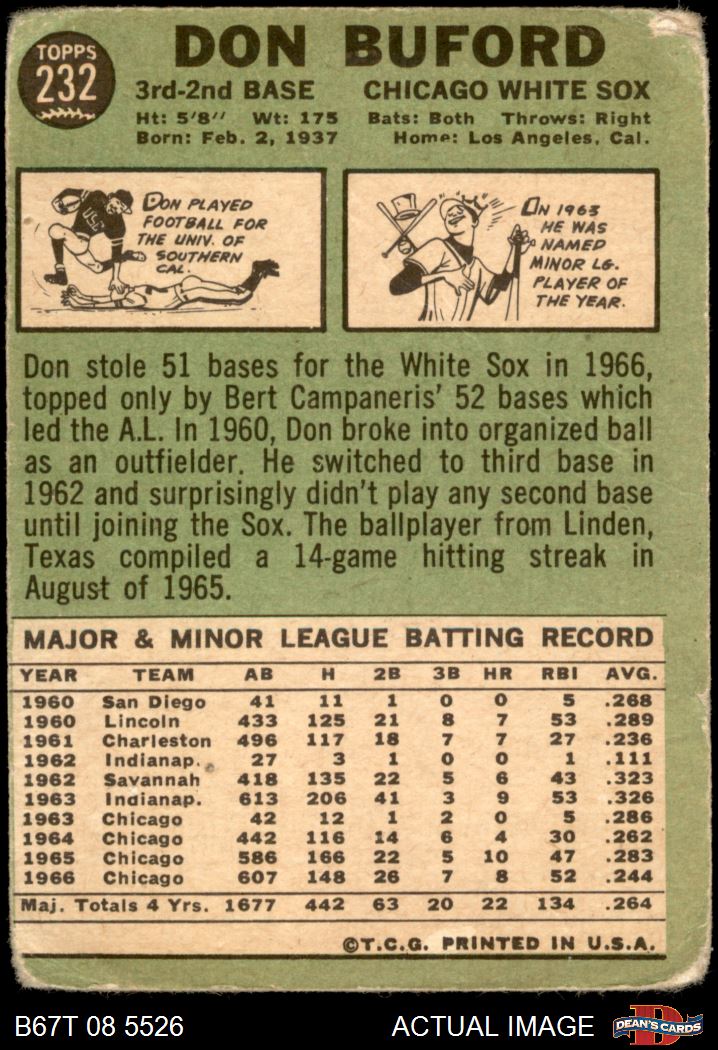 TOPPS
232
DON BUFORD
3rd-2nd BASE CHICAGO WHITE SOX
Ht: 5'8" Wt: 175 Bats: Both Throws: Right
Born: Feb. 2, 1937 Home: Los Angeles, Cal.
USC
DON PLAYED
FOOTBALL FOR
THE UNIV. OF
SOUTHERN
CAL.
IN 1963
HE WAS
NAMED
MINOR LG.
PLAYER OF
THE YEAR.
Don stole 51 bases for the White Sox in 1966,
topped only by Bert Campaneris' 52 bases which
led the A.L. In 1960, Don broke into organized ball
as an outfielder. He switched to third base in
1962 and surprisingly didn't play any second base
until joining the Sox. The ballplayer from Linden,
Texas compiled a 14-game hitting streak in
August of 1965.
MAJOR & MINOR LEAGUE BATTING RECORD
YEAR TEAM AB H 2B 3B HR RBI AVG.
1960 San Diego 41 11 1 0 0 5 .268
1960 Lincoln 433 125 21 8 7 53 .289
1961 Charleston 496 117 18 7 7 27 .236
1962 Indianap. 27 3 1 0 0 1 .111
1962 Savannah 418 135 22 5 6 43 .323
1963 Indianap. 613 206 41 3 9 53 .326
1963 Chicago 42 12 1 2 0 5 .286
1964 Chicago 442 116 14 6 4 30 .262
1965 Chicago 586 166 22 5 10 47 .283
1966 Chicago 607 148 26 7 8 52 .244
Maj. Totals 4 Yrs. 1677 442 63 20 22 134 .264
©T.C.G. PRINTED IN U.S.A.
B67T 08 5526 ACTUAL IMAGE DEAN'S CARDS